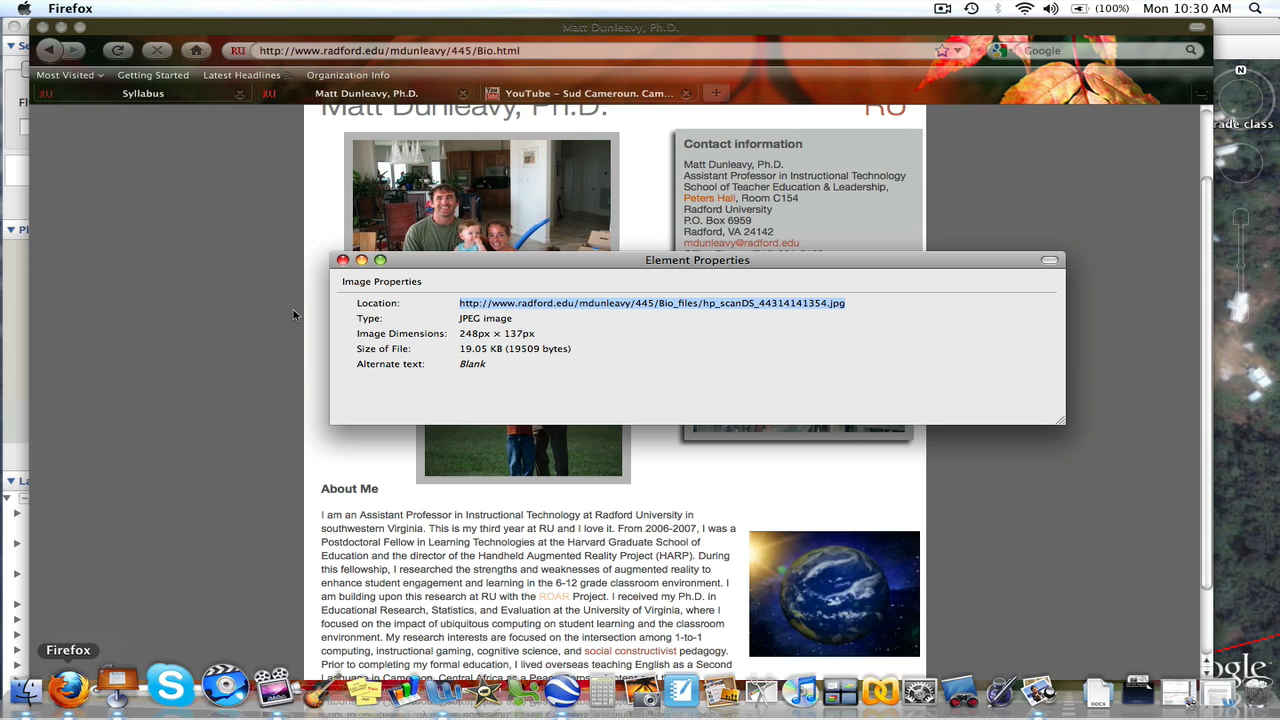 Firefox
(100%)
Mon 10:30 AM
Matt Dunleavy, Ph.D.
RU
http://www.radford.edu/mdunleavy/445/Bio.html
Google
Most Visited
Getting Started
Latest Headlines
Organization Info
RU
Syllabus
RU
Matt Dunleavy, Ph.D.
You Tube
YouTube – Sud Cameroun. Cam...
N
rade class
Matt Dunleavy, Ph.D.
RU
Contact information
Matt Dunleavy, Ph.D.
Assistant Professor in Instructional Technology
School of Teacher Education & Leadership,
Peters Hall, Room C154
Radford University
P.O. Box 6959
Radford, VA 24142
mdunleavy@radford.edu
Element Properties
Image Properties
Location: http://www.radford.edu/mdunleavy/445/Bio_files/hp_scanDS_44314141354.jpg
Type: JPEG image
Image Dimensions: 248px × 137px
Size of File: 19.05 KB (19509 bytes)
Alternate text: Blank
About Me
I am an Assistant Professor in Instructional Technology at Radford University in
southwestern Virginia. This is my third year at RU and I love it. From 2006-2007, I was a
Postdoctoral Fellow in Learning Technologies at the Harvard Graduate School of
Education and the director of the Handheld Augmented Reality Project (HARP). During
this fellowship, I researched the strengths and weaknesses of augmented reality to
enhance student engagement and learning in the 6-12 grade classroom environment. I
am building upon this research at RU with the ROAR Project. I received my Ph.D. in
Educational Research, Statistics, and Evaluation at the University of Virginia, where I
focused on the impact of ubiquitous computing on student learning and the classroom
environment. My research interests are focused on the intersection among 1-to-1
computing, instructional gaming, cognitive science, and social constructivist pedagogy.
Prior to completing my formal education, I lived overseas teaching English as a Second
Firefox
DOCX